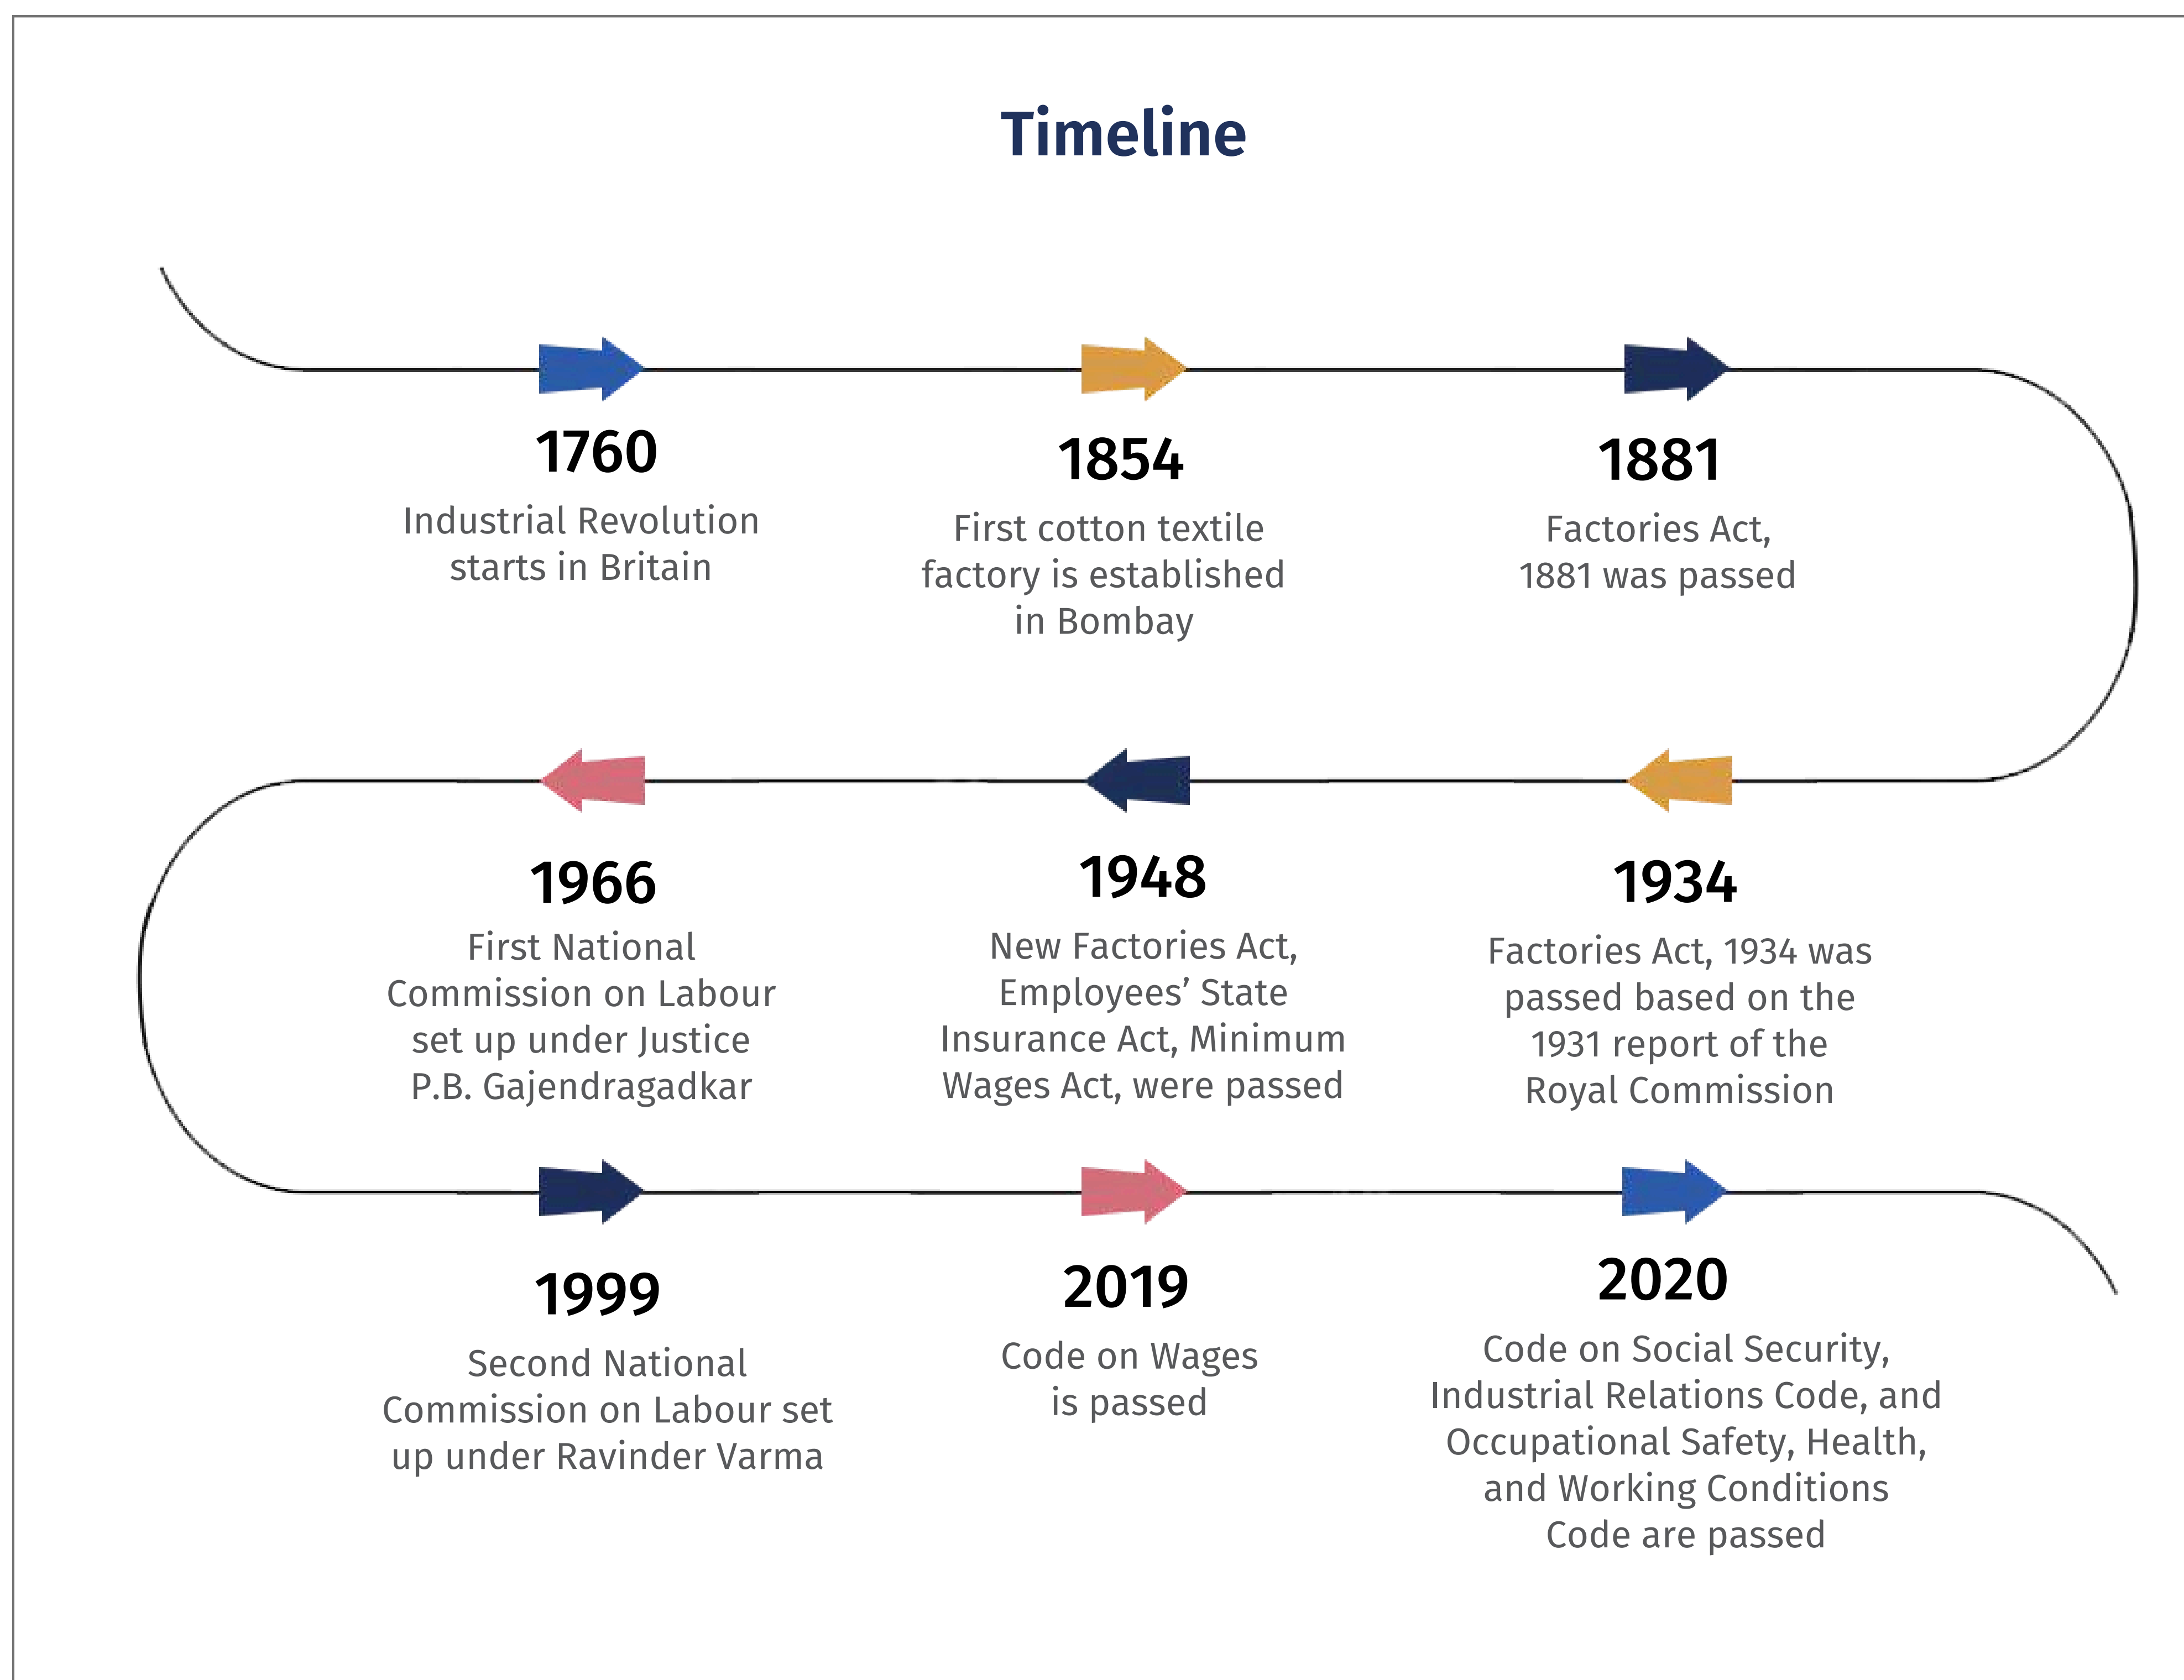 Timeline
1760
Industrial Revolution
starts in Britain
1854
First cotton textile
factory is established
in Bombay
1881
Factories Act,
1881 was passed
1966
First National
Commission on Labour
set up under Justice
P.B. Gajendragadkar
1948
New Factories Act,
Employees’ State
Insurance Act, Minimum
Wages Act, were passed
1934
Factories Act, 1934 was
passed based on the
1931 report of the
Royal Commission
1999
Second National
Commission on Labour set
up under Ravinder Varma
2019
Code on Wages
is passed
2020
Code on Social Security,
Industrial Relations Code, and
Occupational Safety, Health,
and Working Conditions
Code are passed